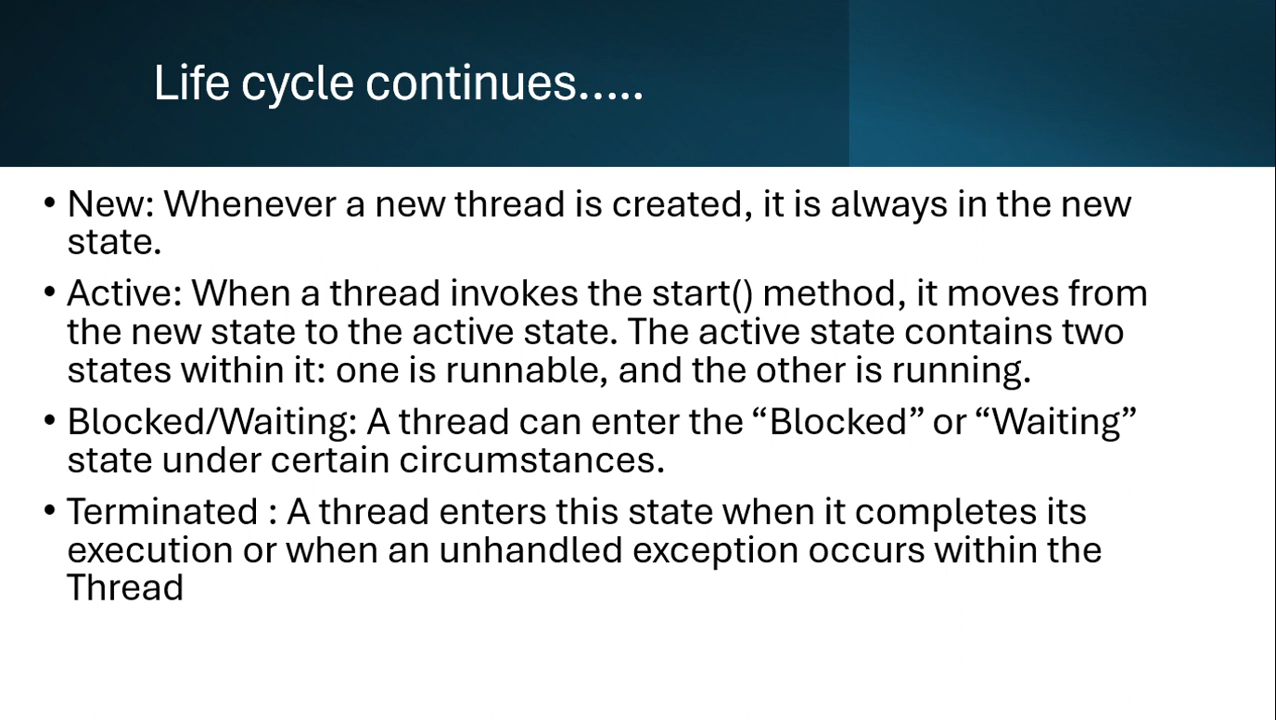 Life cycle continues.....
• New: Whenever a new thread is created, it is always in the new
state.
• Active: When a thread invokes the start() method, it moves from
the new state to the active state. The active state contains two
states within it: one is runnable, and the other is running.
• Blocked/Waiting: A thread can enter the “Blocked” or “Waiting”
state under certain circumstances.
• Terminated : A thread enters this state when it completes its
execution or when an unhandled exception occurs within the
Thread